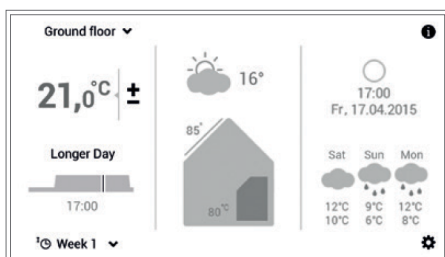 Ground floor
21,0°C ±
Longer Day
17:00
Week 1
16°
85°
80°C
17:00
Fr, 17.04.2015
Sat Sun Mon
12°C 9°C 12°C
10°C 6°C 8°C